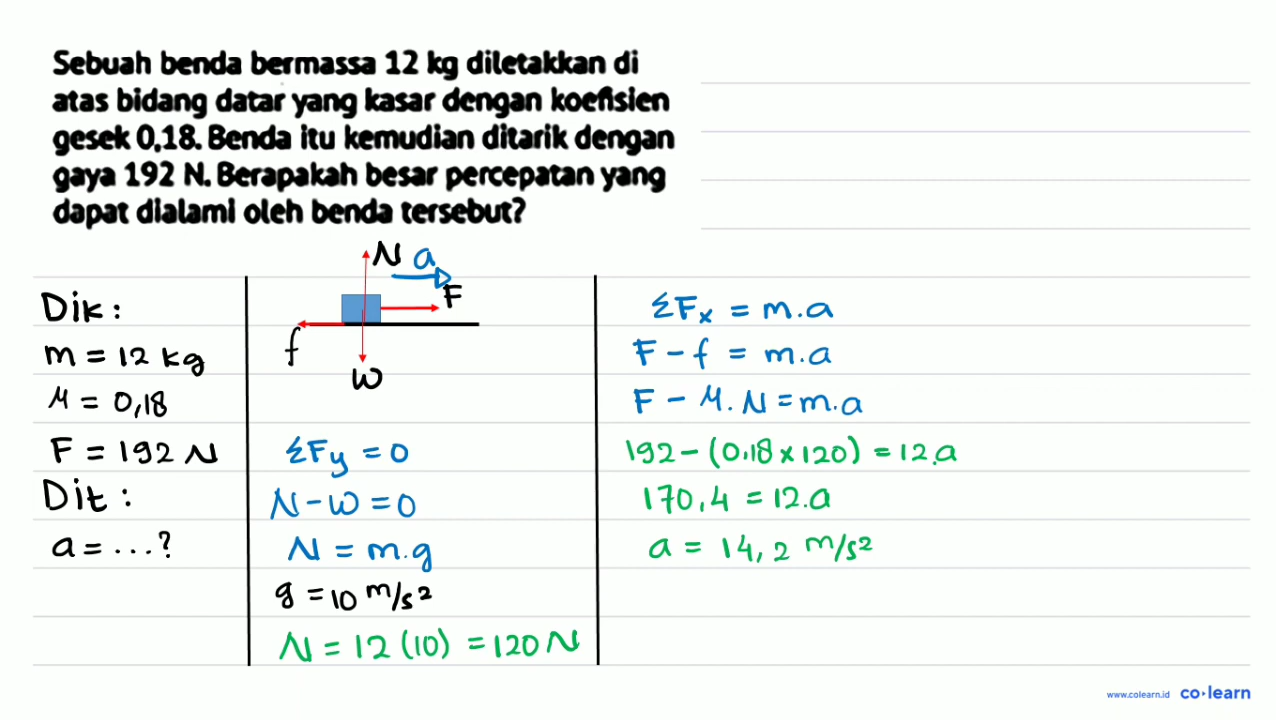 Sebuah benda bermassa 12 kg diletakkan di
atas bidang datar yang kasar dengan koefisien
gesek 0,18. Benda itu kemudian ditarik dengan
gaya 192 N. Berapakah besar percepatan yang
dapat dialami oleh benda tersebut?
Dik:
m = 12 kg
μ = 0,18
F = 192 N
Dit:
a = ...?
N a
F
f
w
ΣFy = 0
N - w = 0
N = m.g
g = 10 m/s²
N = 12 (10) = 120 N
ΣFx = m.a
F - f = m.a
F - μ. N = m.a
192 - (0,18 x 120) = 12.a
170,4 = 12.a
a = 14,2 m/s²
www.colearn.id co·learn